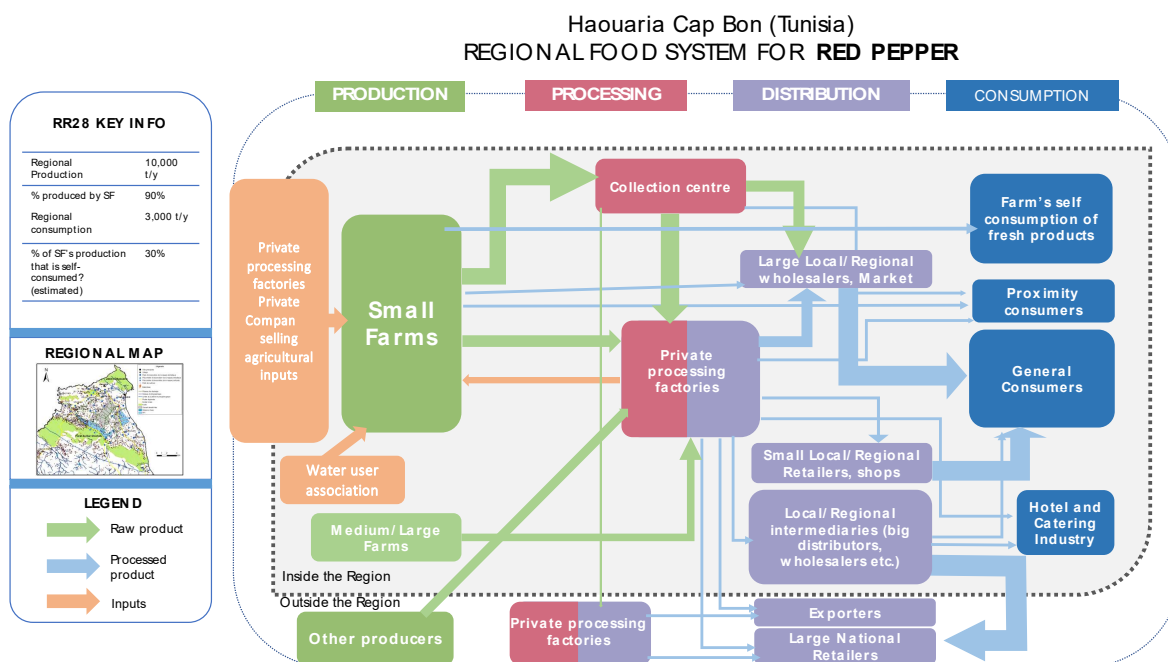 Haouaria Cap Bon (Tunisia)
REGIONAL FOOD SYSTEM FOR RED PEPPER
PRODUCTION
PROCESSING
DISTRIBUTION
CONSUMPTION
RR28 KEY INFO
Regional
Production
10,000
t/y
% produced by SF
90%
Regional
consumption
3,000 t/y
% of SF's production
that is self-
consumed?
(estimated)
30%
REGIONAL MAP
LEGEND
Raw product
Processed
product
Inputs
Private
processing
factories
Private
Compan
selling
agricultural
inputs
Small
Farms
Water user
association
Medium/ Large
Farms
Inside the Region
Outside the Region
Other producers
Collection centre
Private
processing
factories
Private processing
factories
Large Local/ Regional
wholesalers, Market
Small Local/ Regional
Retailers, shops
Local/ Regional
intermediaries (big
distributors,
wholesalers etc.)
Exporters
Large National
Retailers
Farm's self
consumption of
fresh products
Proximity
consumers
General
Consumers
Hotel and
Catering
Industry